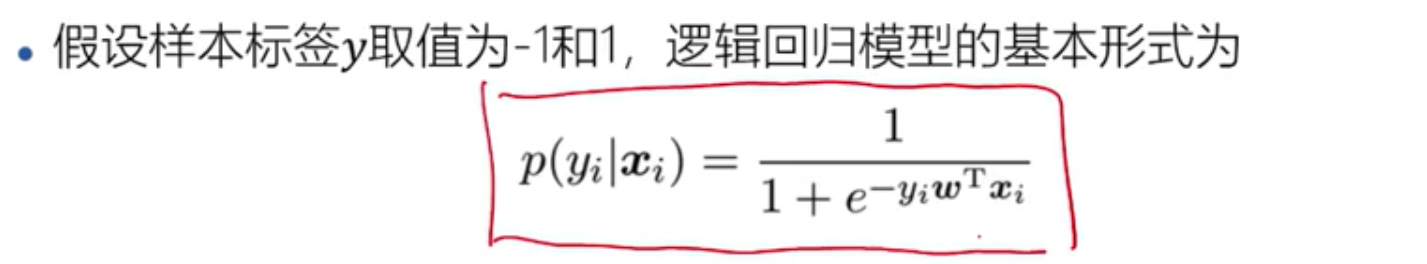 • 假设样本标签y取值为-1和1，逻辑回归模型的基本形式为
$p(y_i|\boldsymbol{x}_i) = \frac{1}{1 + e^{-y_i \boldsymbol{w}^{\mathrm{T}} \boldsymbol{x}_i}}$